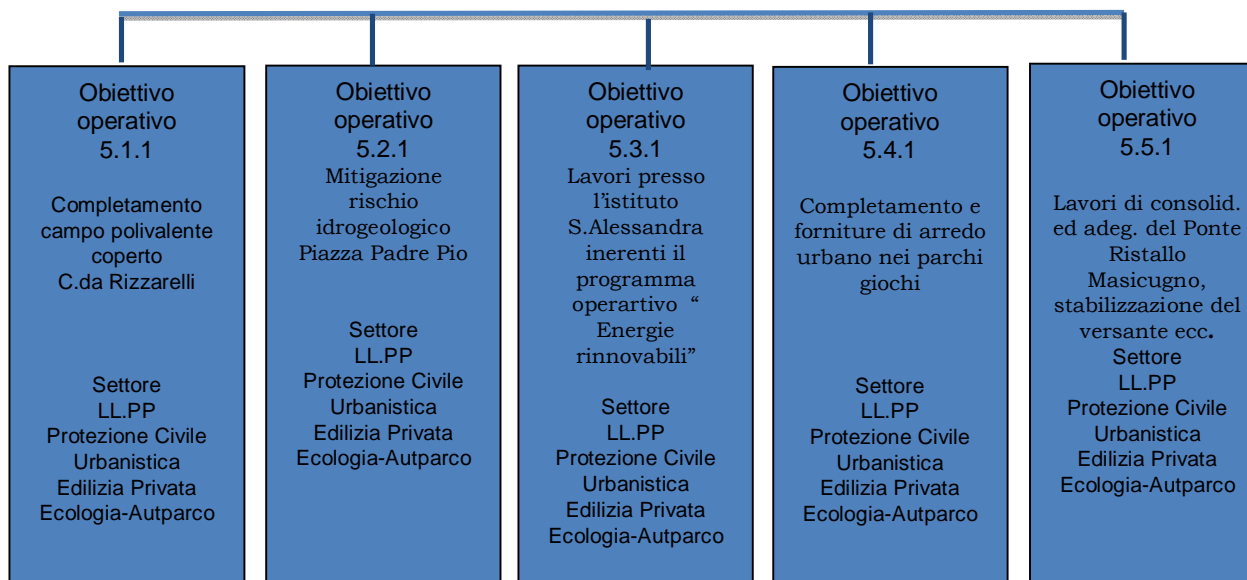 Obiettivo
operativo
5.1.1
Completamento
campo polivalente
coperto
C.da Rizzarelli
Settore
LL.PP
Protezione Civile
Urbanistica
Edilizia Privata
Ecologia-Autparco
Obiettivo
operativo
5.2.1
Mitigazione
rischio
idrogeologico
Piazza Padre Pio
Settore
LL.PP
Protezione Civile
Urbanistica
Edilizia Privata
Ecologia-Autparco
Obiettivo
operativo
5.3.1
Lavori presso
l’istituto
S.Alessandra
inerenti il
programma
operartivo “
Energie
rinnovabili”
Settore
LL.PP
Protezione Civile
Urbanistica
Edilizia Privata
Ecologia-Autparco
Obiettivo
operativo
5.4.1
Completamento e
forniture di arredo
urbano nei parchi
giochi
Settore
LL.PP
Protezione Civile
Urbanistica
Edilizia Privata
Ecologia-Autparco
Obiettivo
operativo
5.5.1
Lavori di consolid.
ed adeg. del Ponte
Ristallo
Masicugno,
stabilizzazione del
versante ecc.
Settore
LL.PP
Protezione Civile
Urbanistica
Edilizia Privata
Ecologia-Autparco